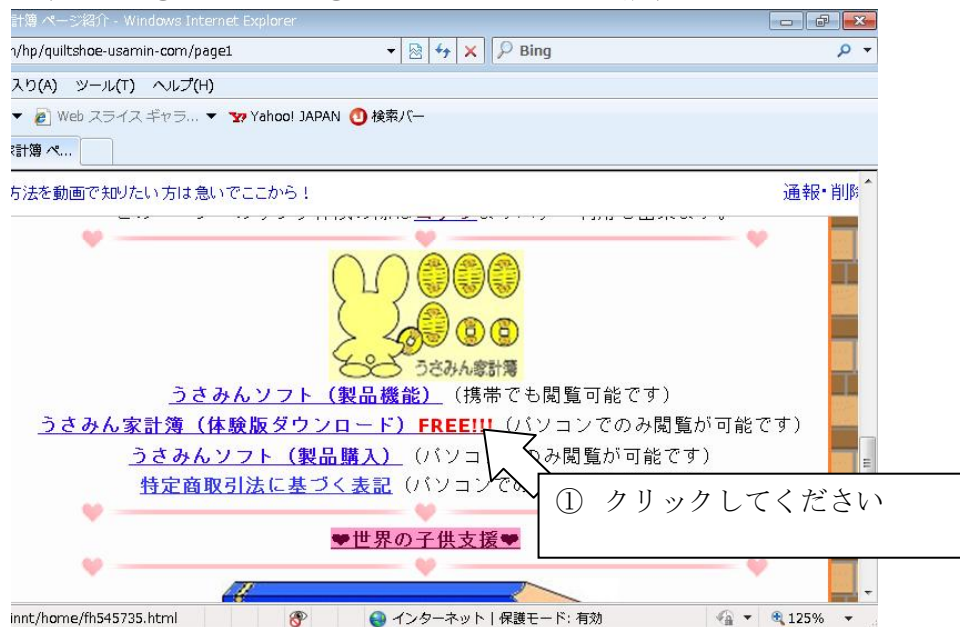 計簿 ページ紹介 - Windows Internet Explorer
/hp/quiltshoe-usamin-com/page1
Bing
入り(A) ツール(T) ヘルプ(H)
Web スライス ギャラ... Yahoo! JAPAN 検索バー
計簿 ペ...
方法を動画で知りたい方は急いでここから！ 通報・削除
うさみん家計簿
うさみんソフト（製品機能） （携帯でも閲覧可能です）
うさみん家計簿（体験版ダウンロード） FREE!!! （パソコンでのみ閲覧が可能です）
うさみんソフト（製品購入） （パソコ のみ閲覧が可能です）
特定商取引法に基づく表記 （パソコンでの
① クリックしてください
❤世界の子供支援❤
innt/home/fh545735.html インターネット | 保護モード: 有効 125%